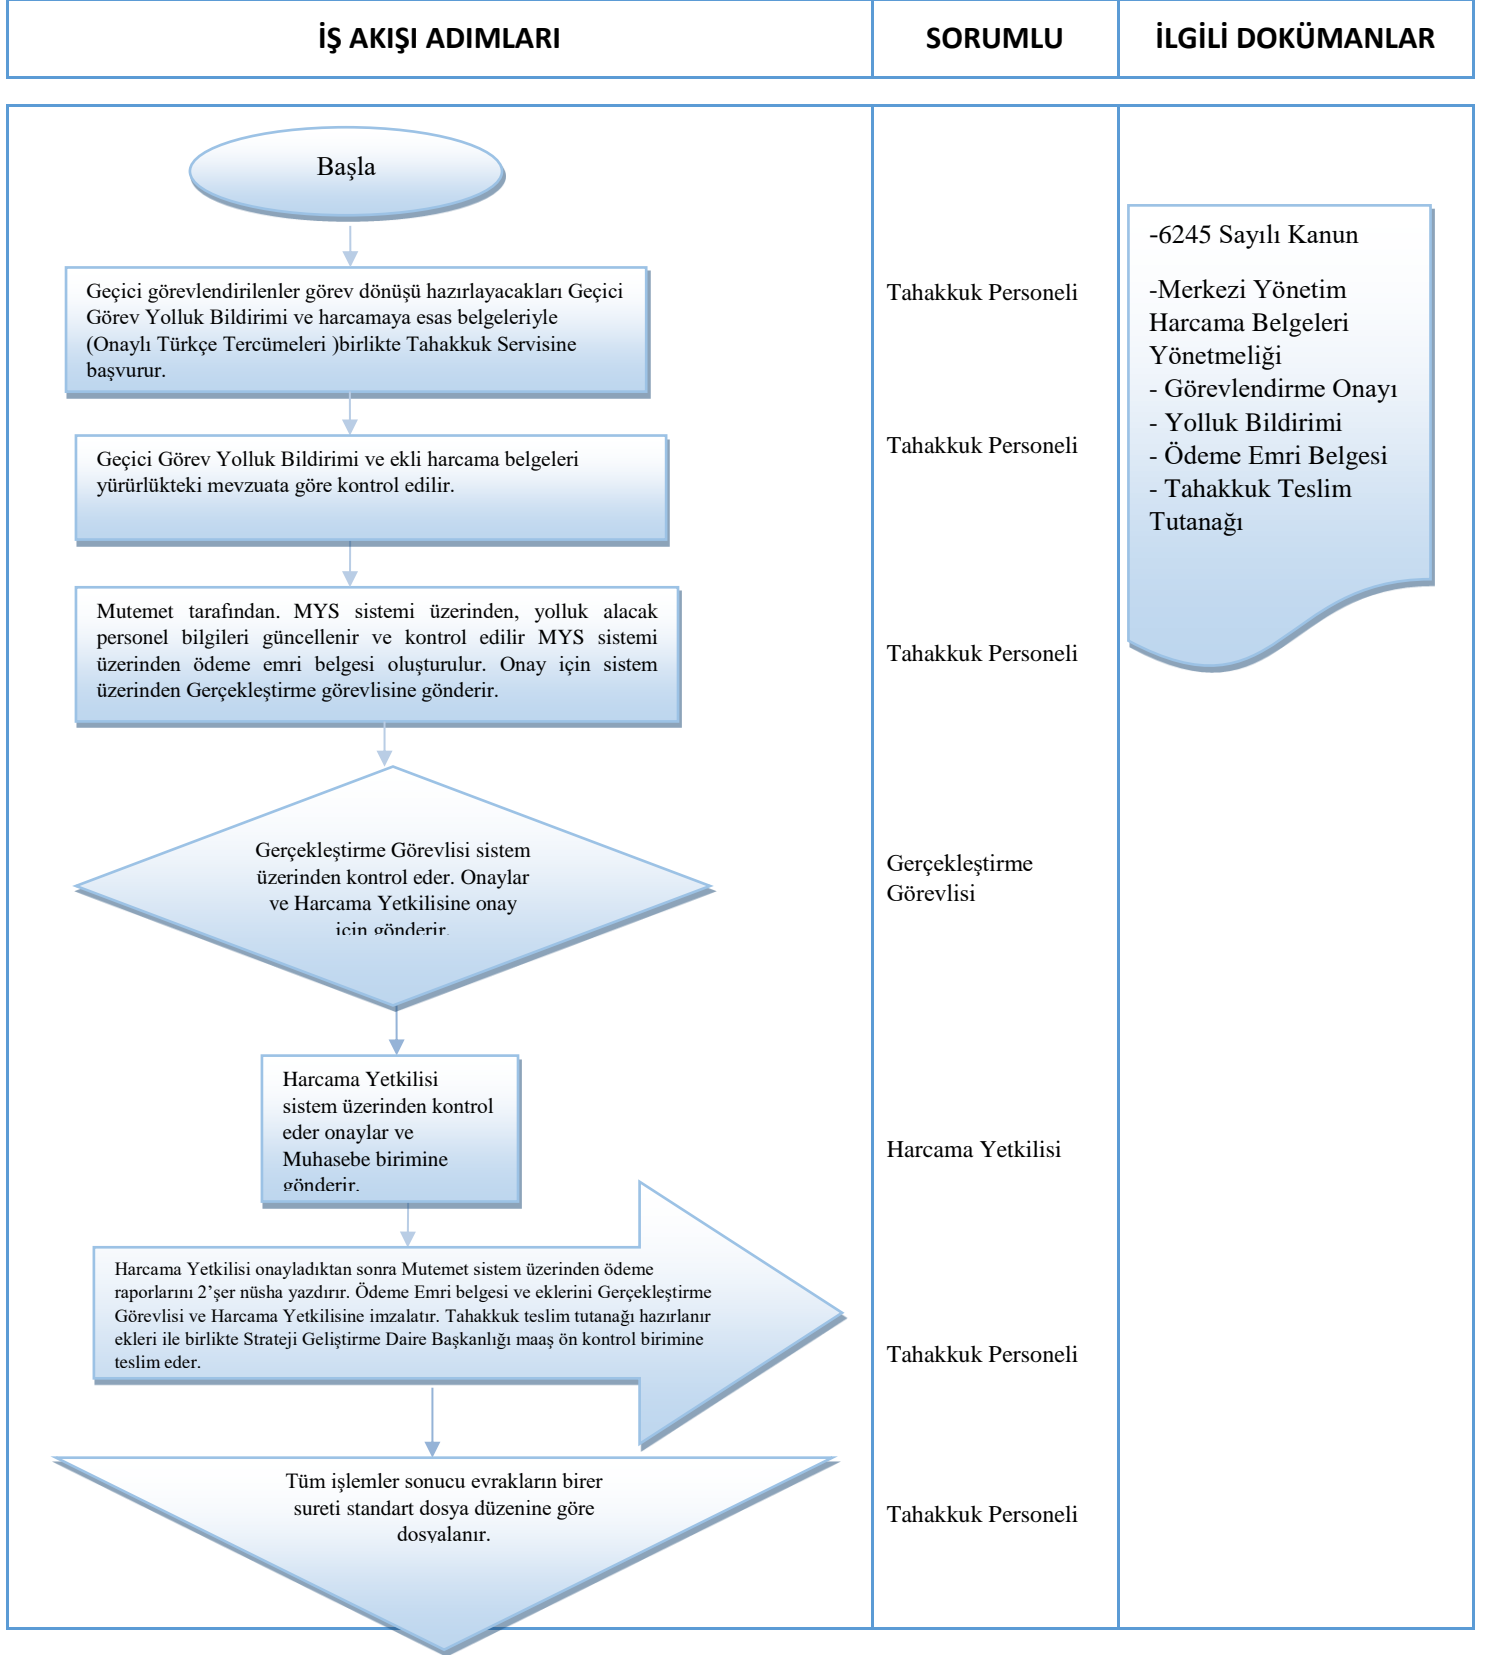 İŞ AKIŞI ADIMLARI
SORUMLU
İLGİLİ DOKÜMANLAR
Başla
Geçici görevlendirilenler görev dönüşü hazırlayacakları Geçici
Görev Yolluk Bildirimi ve harcamaya esas belgeleriyle
(Onaylı Türkçe Tercümeleri )birlikte Tahakkuk Servisine
başvurur.
Tahakkuk Personeli
Geçici Görev Yolluk Bildirimi ve ekli harcama belgeleri
yürürlükteki mevzuata göre kontrol edilir.
Tahakkuk Personeli
Mutemet tarafından. MYS sistemi üzerinden, yolluk alacak
personel bilgileri güncellenir ve kontrol edilir MYS sistemi
üzerinden ödeme emri belgesi oluşturulur. Onay için sistem
üzerinden Gerçekleştirme görevlisine gönderir.
Tahakkuk Personeli
Gerçekleştirme Görevlisi sistem
üzerinden kontrol eder. Onaylar
ve Harcama Yetkilisine onay
için gönderir.
Gerçekleştirme
Görevlisi
Harcama Yetkilisi
sistem üzerinden kontrol
eder onaylar ve
Muhasebe birimine
gönderir.
Harcama Yetkilisi
Harcama Yetkilisi onayladıktan sonra Mutemet sistem üzerinden ödeme
raporlarını 2’şer nüsha yazdırır. Ödeme Emri belgesi ve eklerini Gerçekleştirme
Görevlisi ve Harcama Yetkilisine imzalatır. Tahakkuk teslim tutanağı hazırlanır
ekleri ile birlikte Strateji Geliştirme Daire Başkanlığı maaş ön kontrol birimine
teslim eder.
Tahakkuk Personeli
Tüm işlemler sonucu evrakların birer
sureti standart dosya düzenine göre
dosyalanır.
Tahakkuk Personeli
-6245 Sayılı Kanun
-Merkezi Yönetim
Harcama Belgeleri
Yönetmeliği
- Görevlendirme Onayı
- Yolluk Bildirimi
- Ödeme Emri Belgesi
- Tahakkuk Teslim
Tutanağı